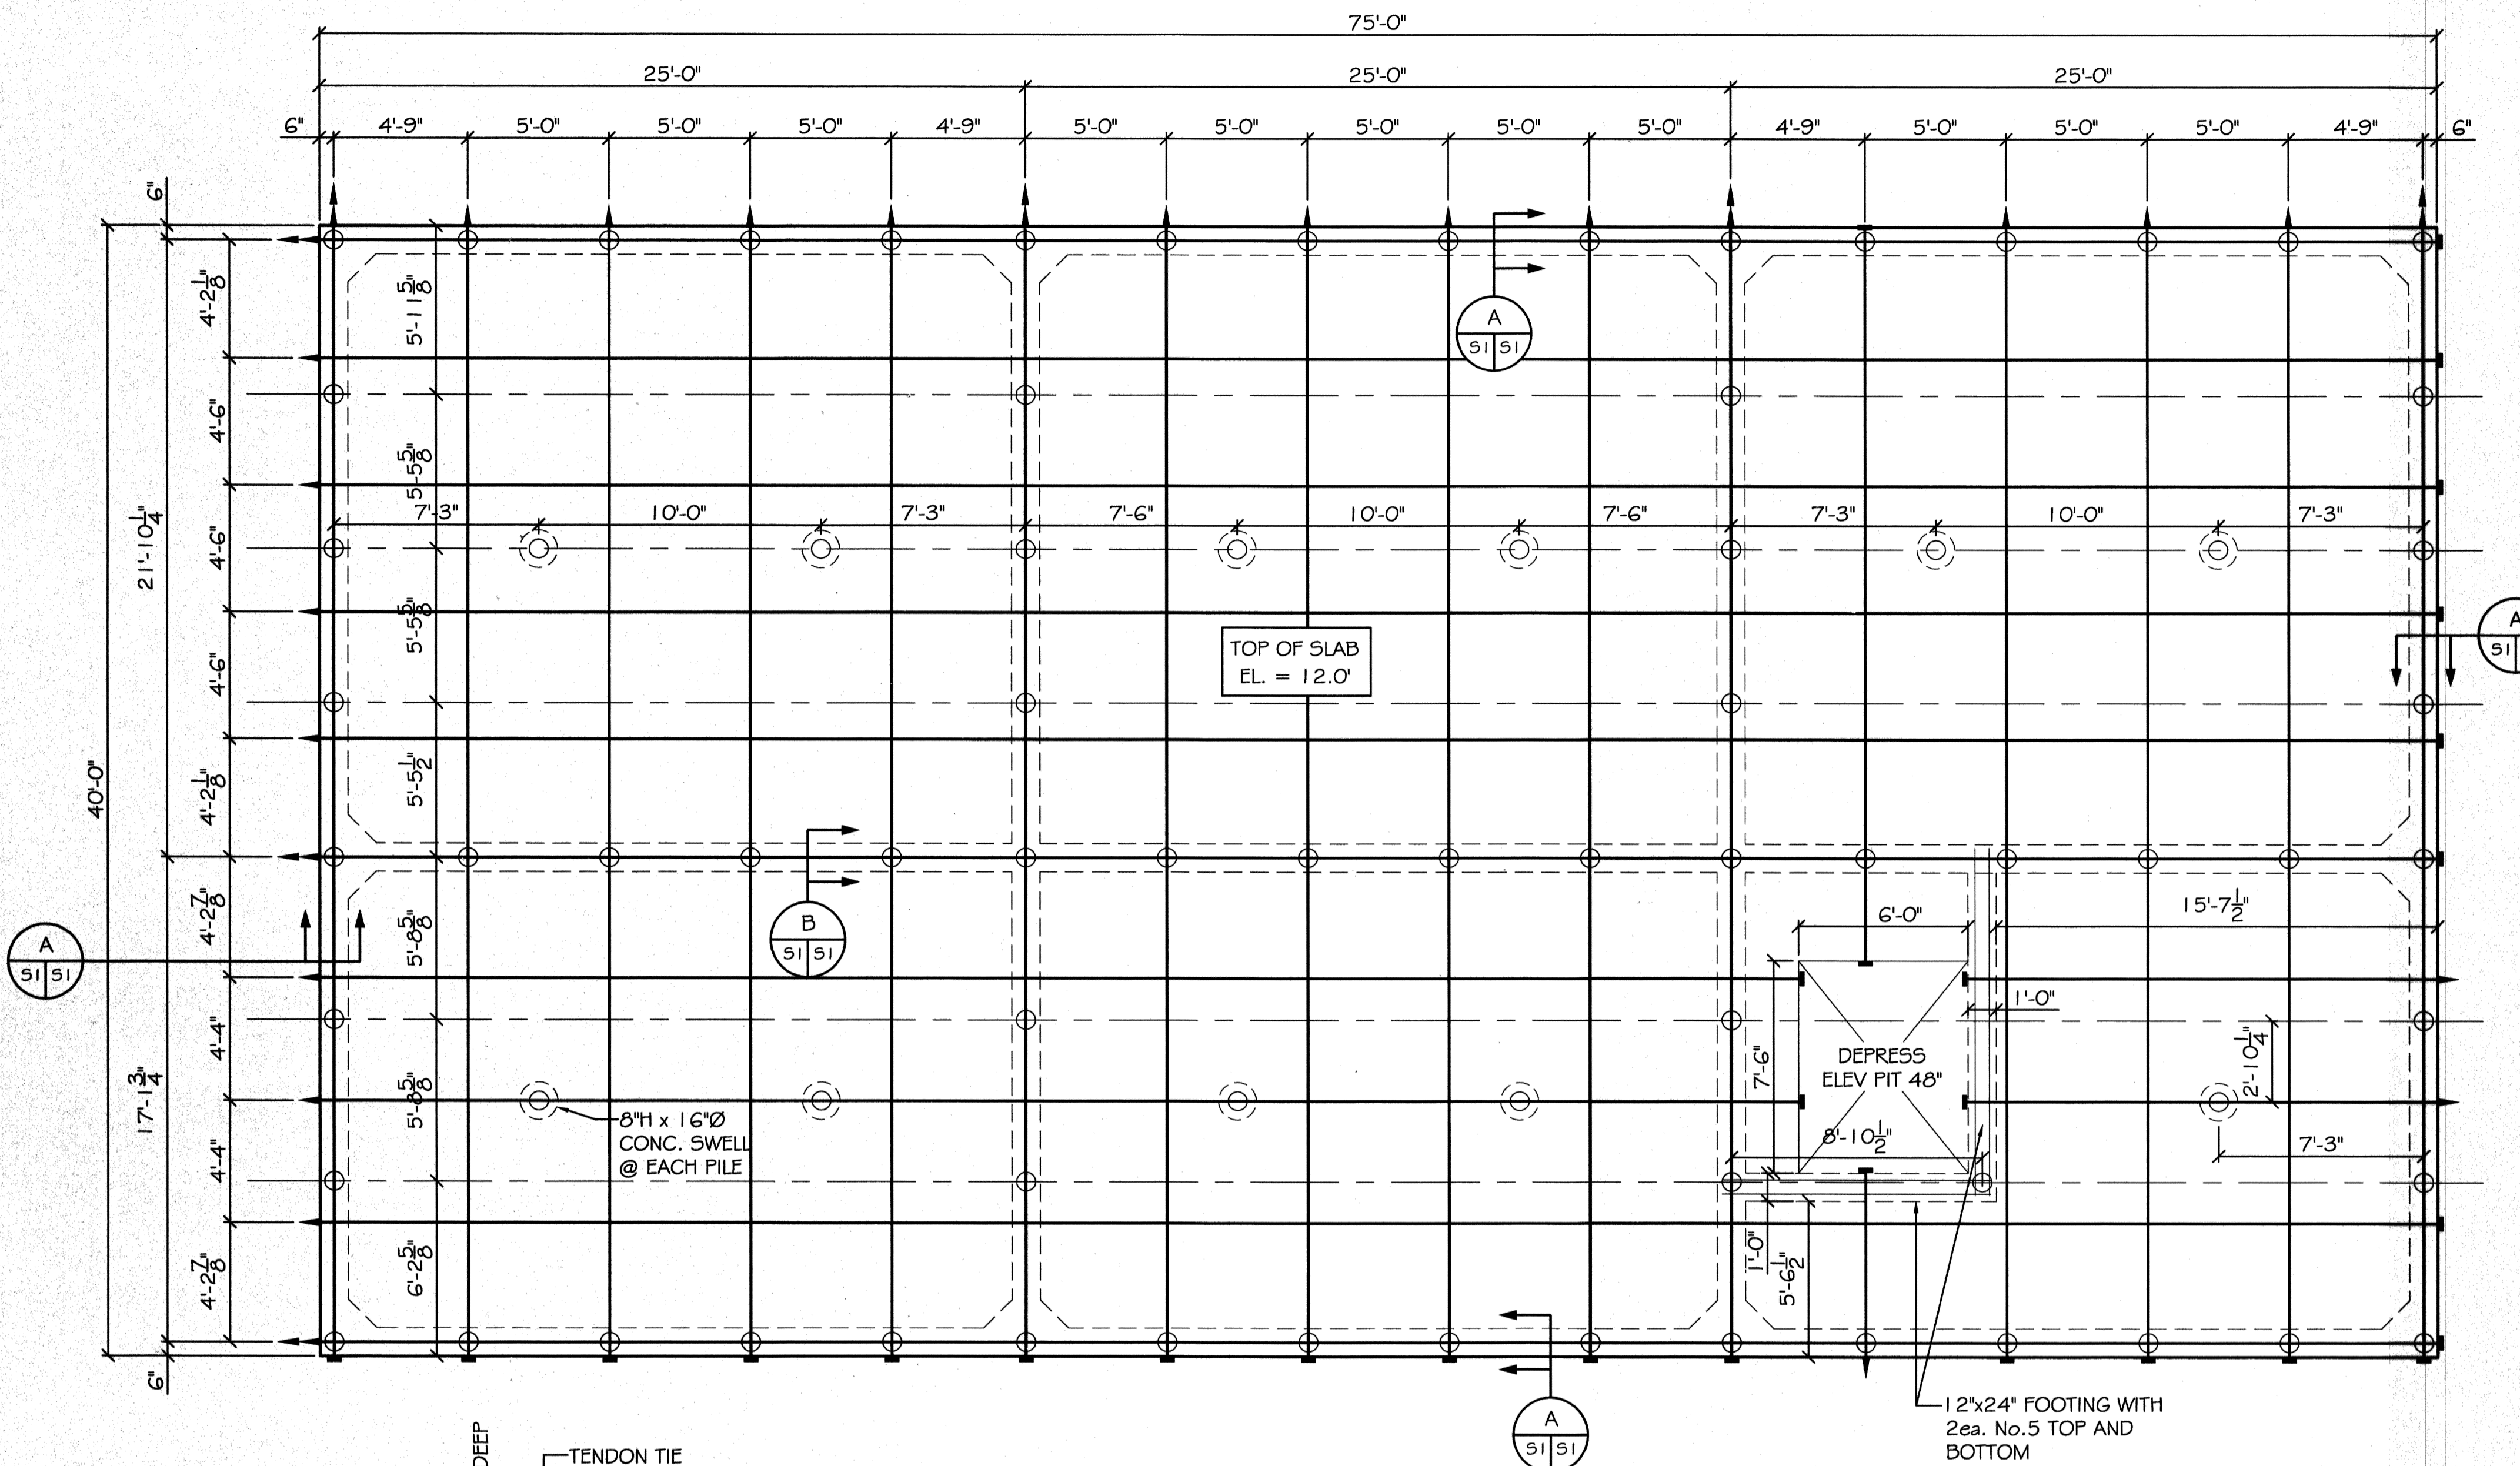 75'-0"
25'-0" 25'-0" 25'-0"
6" 4'-9" 5'-0" 5'-0" 5'-0" 4'-9" 5'-0" 5'-0" 5'-0" 5'-0" 5'-0" 4'-9" 5'-0" 5'-0" 5'-0" 4'-9" 6"
6"
40'-0"
21'-10 1/4"
17'-1 3/4"
6"
4'-2 1/8"
4'-6"
4'-6"
4'-6"
4'-2 1/8"
4'-2 7/8"
4'-4"
4'-4"
4'-2 7/8"
5'-1 5/8"
5'-5 5/8"
5'-5 5/8"
5'-5 1/2"
5'-8 5/8"
5'-8 5/8"
6'-2 5/8"
A
S1 S1
7'-3" 10'-0" 7'-3" 7'-6" 10'-0" 7'-6" 7'-3" 10'-0" 7'-3"
TOP OF SLAB
EL. = 12.0'
A
S1
B
S1 S1
A
S1 S1
6'-0"
15'-7 1/2"
1'-0"
7'-6"
DEPRESS
ELEV PIT 48"
2'-10 1/4"
8'-10 1/2"
7'-3"
8"H x 16"Ø
CONC. SWELL
@ EACH PILE
1'-0"
5'-6 1/2"
A
S1 S1
12"x24" FOOTING WITH
2ea. No.5 TOP AND
BOTTOM
DEEP
TENDON TIE